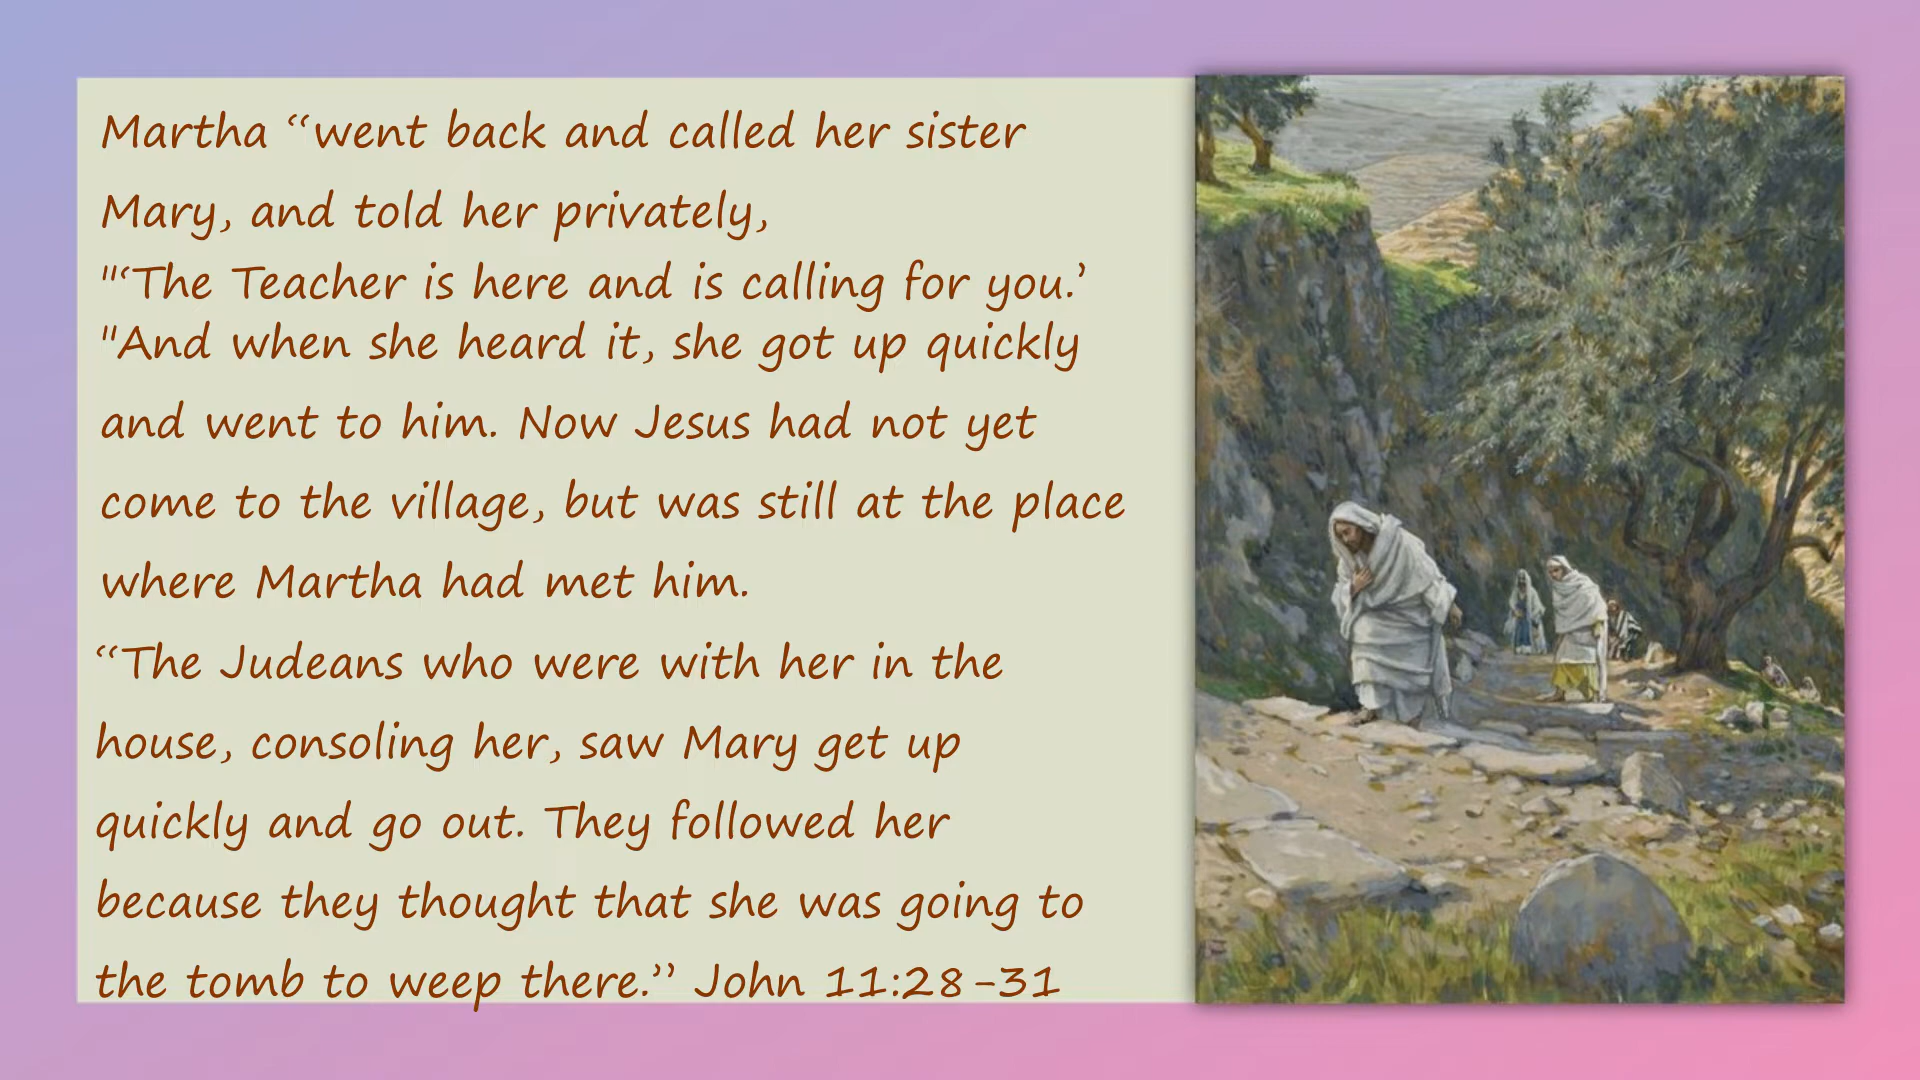 Martha “went back and called her sister
Mary, and told her privately,
"‘The Teacher is here and is calling for you.’
"And when she heard it, she got up quickly
and went to him. Now Jesus had not yet
come to the village, but was still at the place
where Martha had met him.
“The Judeans who were with her in the
house, consoling her, saw Mary get up
quickly and go out. They followed her
because they thought that she was going to
the tomb to weep there.” John 11:28-31